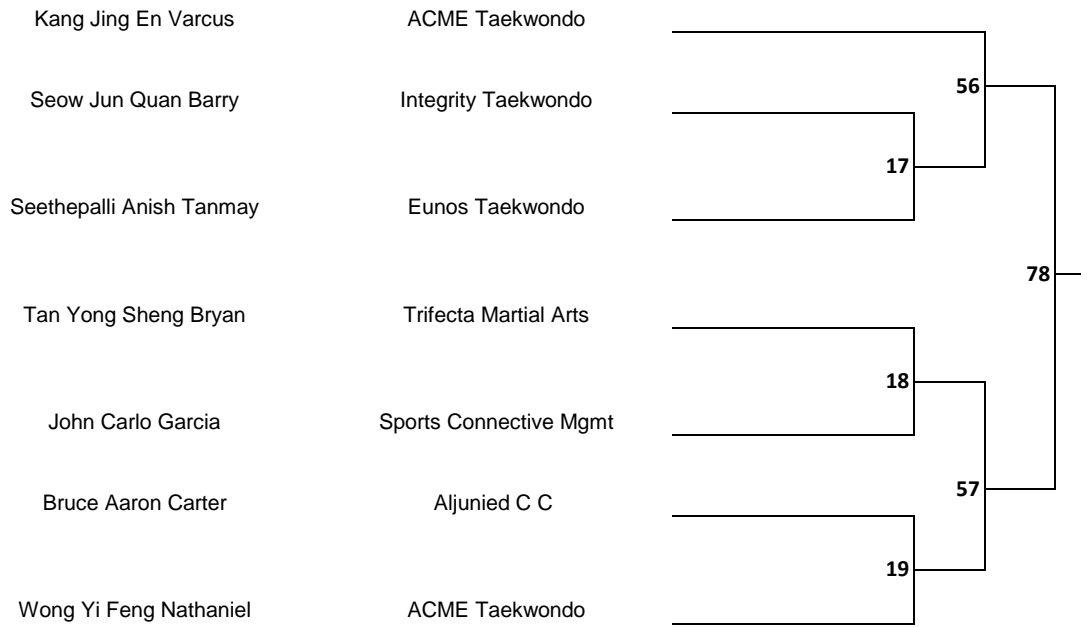 Kang Jing En Varcus ACME Taekwondo
56
Seow Jun Quan Barry Integrity Taekwondo
17
Seethepalli Anish Tanmay Eunos Taekwondo
78
Tan Yong Sheng Bryan Trifecta Martial Arts
18
John Carlo Garcia Sports Connective Mgmt
57
Bruce Aaron Carter Aljunied C C
19
Wong Yi Feng Nathaniel ACME Taekwondo